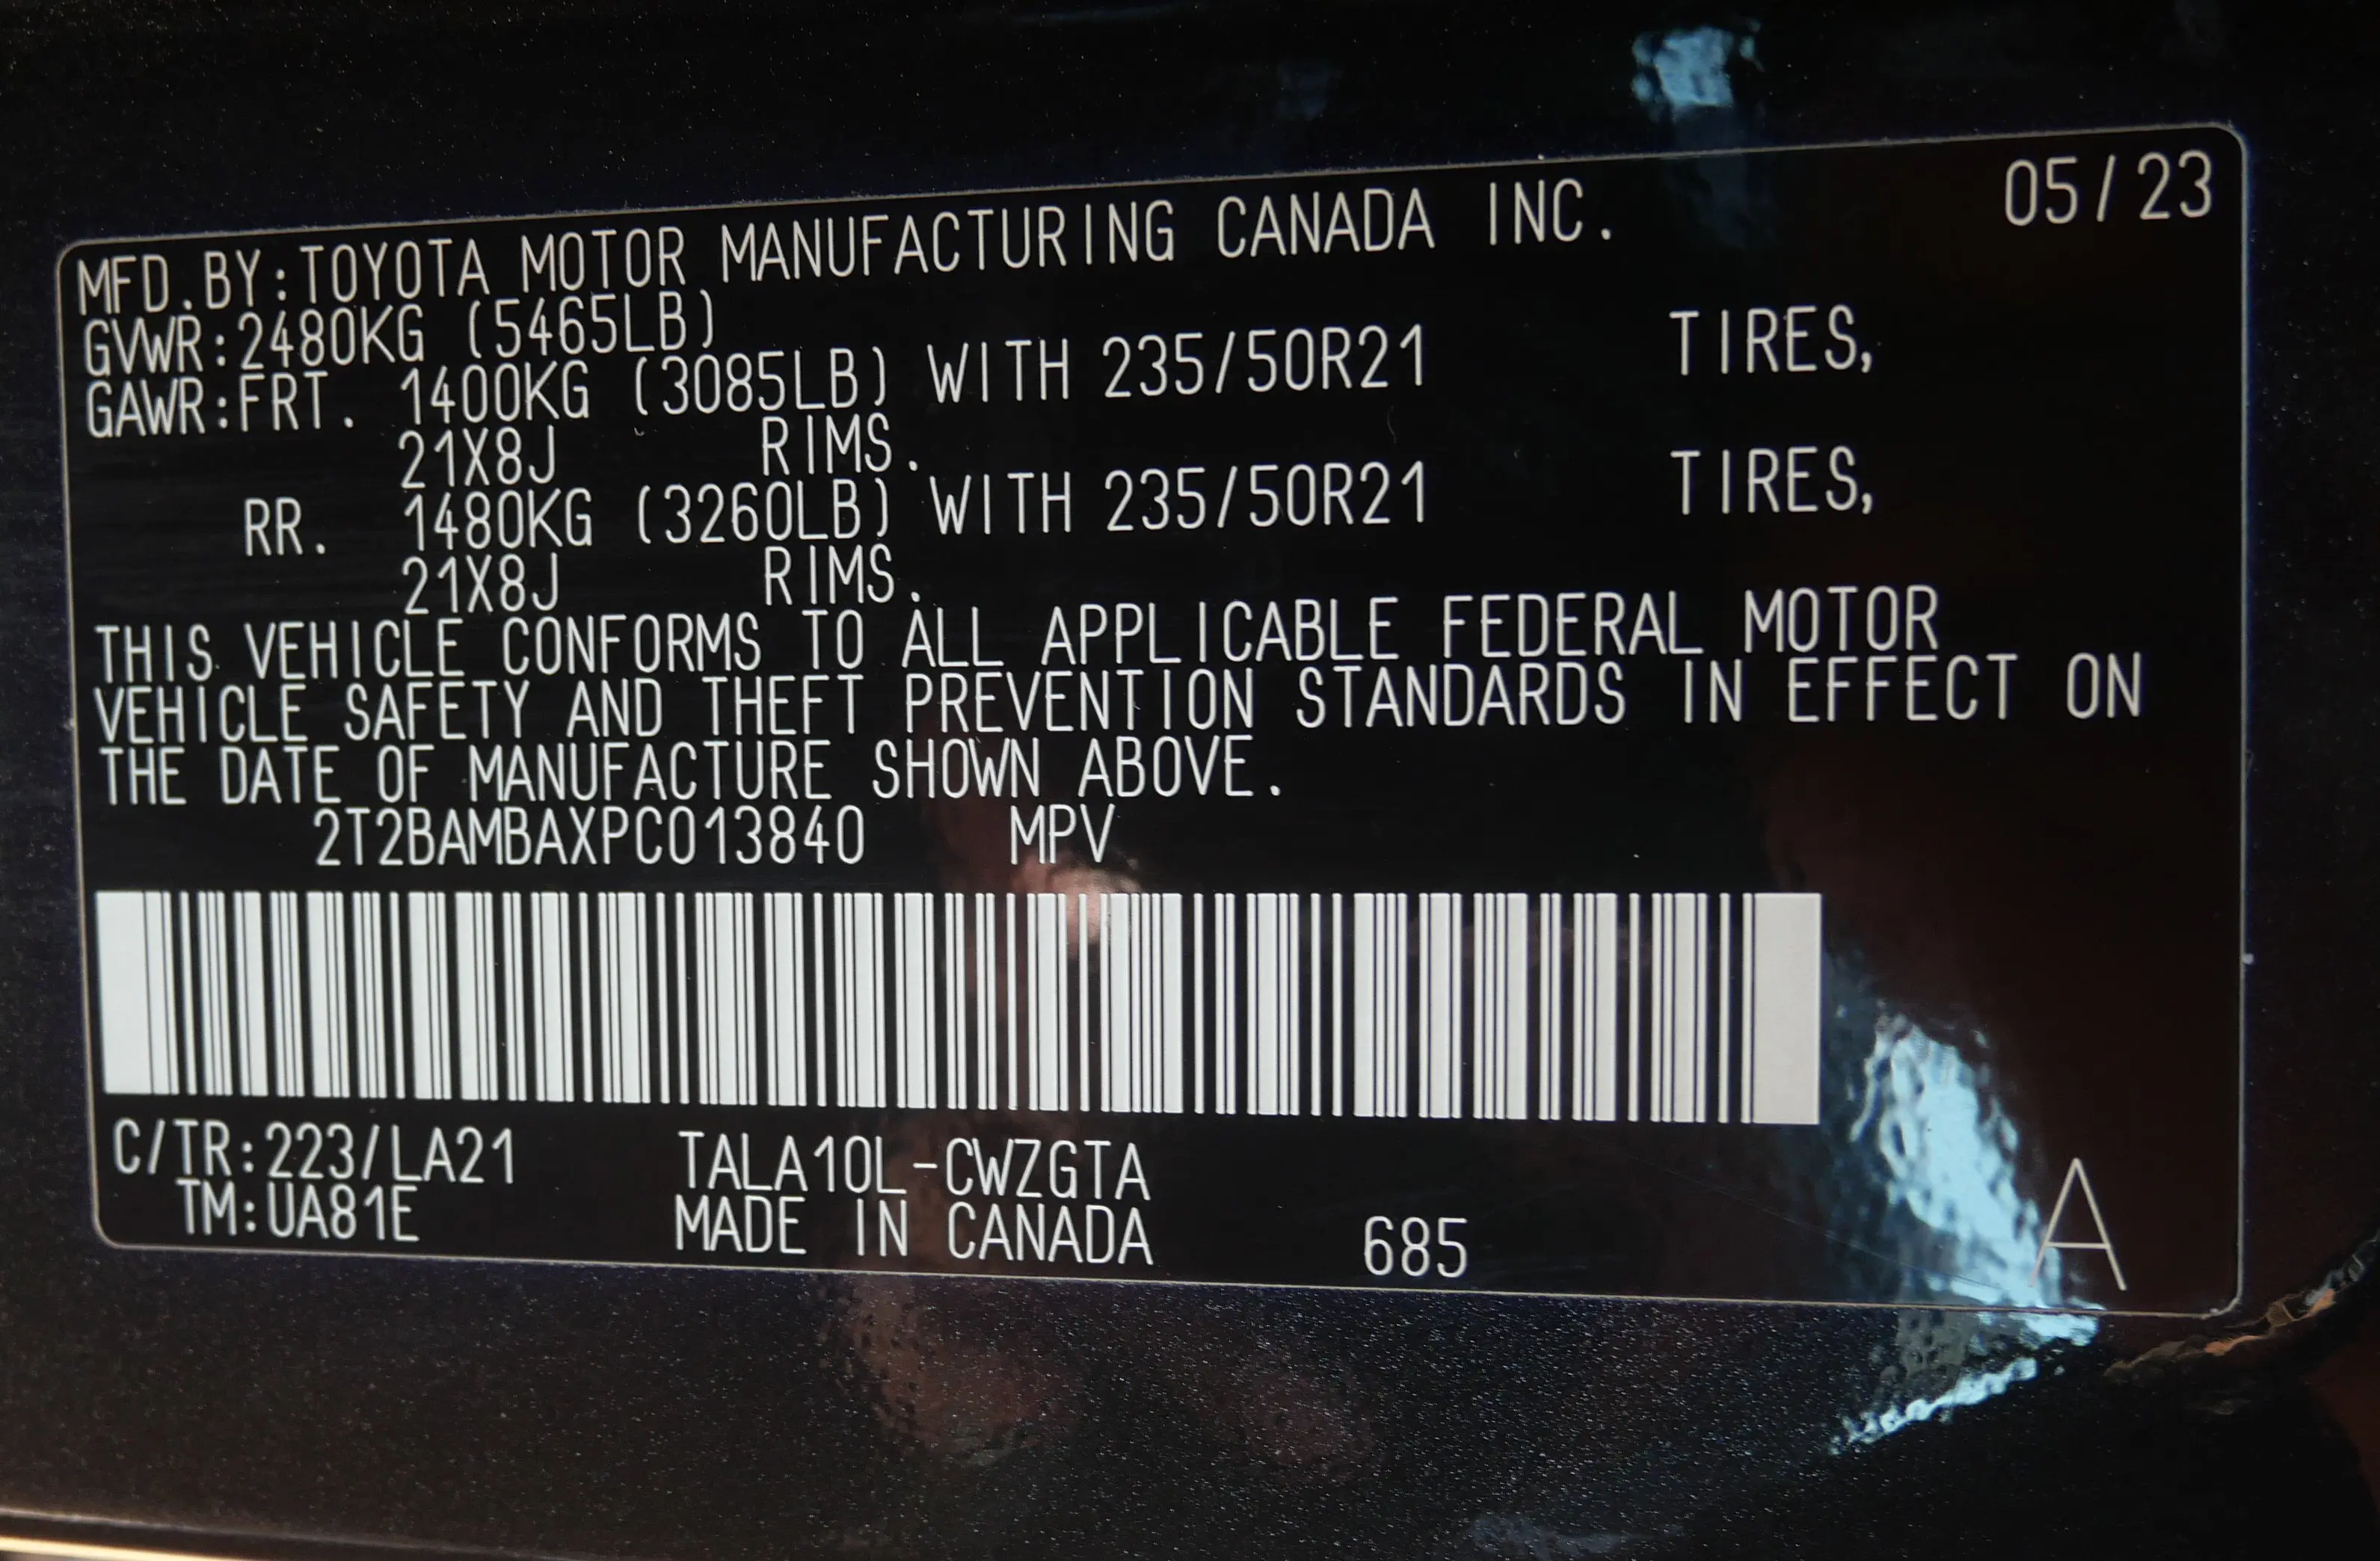 05/23
MFD.BY:TOYOTA MOTOR MANUFACTURING CANADA INC.
GVWR:2480KG (5465LB)
GAWR:FRT. 1400KG (3085LB) WITH 235/50R21 TIRES,
21X8J RIMS.
RR. 1480KG (3260LB) WITH 235/50R21 TIRES,
21X8J RIMS.
THIS VEHICLE CONFORMS TO ALL APPLICABLE FEDERAL MOTOR
VEHICLE SAFETY AND THEFT PREVENTION STANDARDS IN EFFECT ON
THE DATE OF MANUFACTURE SHOWN ABOVE.
2T2BAMBAXPC013840 MPV
C/TR:223/LA21 TALA10L-CWZGTA
TM:UA81E MADE IN CANADA 685 A